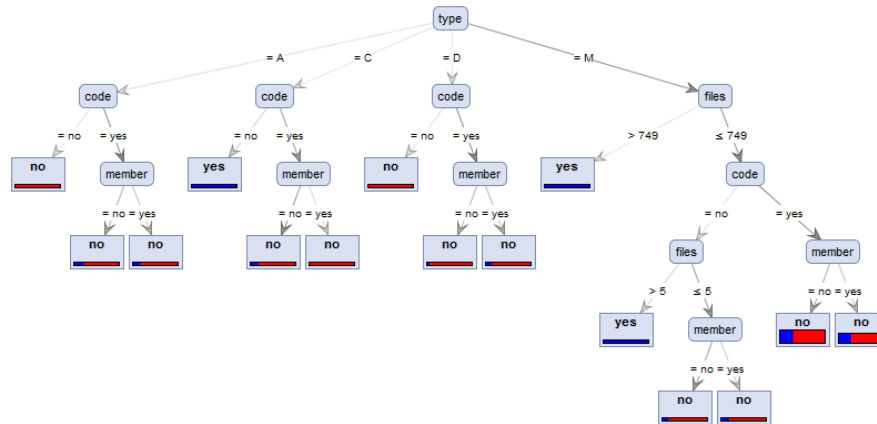 type
= A
= C
= D
= M
code
code
code
files
= no
= yes
= no
= yes
= no
= yes
> 749
≤ 749
no
member
yes
member
no
member
yes
code
= no = yes
= no = yes
= no = yes
= no
= yes
no
no
no
no
no
no
files
member
> 5
≤ 5
= no = yes
yes
member
no
no
= no = yes
no
no